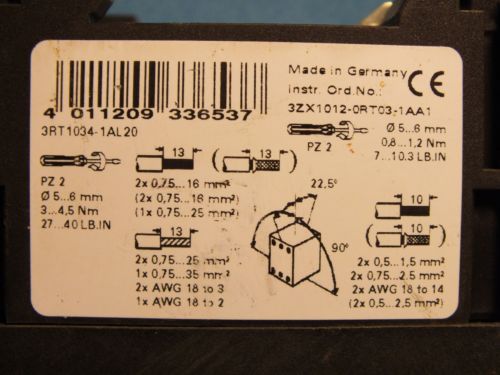 Made in Germany
Instr. Ord.No.:
CE
4 011209 336537
3ZX1012-0RT03-1AA1
3RT1034-1AL20
PZ 2
Ø 5...6 mm
3...4,5 Nm
27...40 LB.IN
13
13
2x 0,75...16 mm²
(2x 0,75...16 mm²)
(1x 0,75...25 mm²)
13
2x 0,75...25 mm²
1x 0,75...35 mm²
2x AWG 18 to 3
1x AWG 18 to 2
22,5°
90°
PZ 2
Ø 5...6 mm
0,8...1,2 Nm
7...10.3 LB.IN
10
10
2x 0,5...1,5 mm²
2x 0,75...2.5 mm²
2x AWG 18 to 14
(2x 0,5...2,5 mm²)